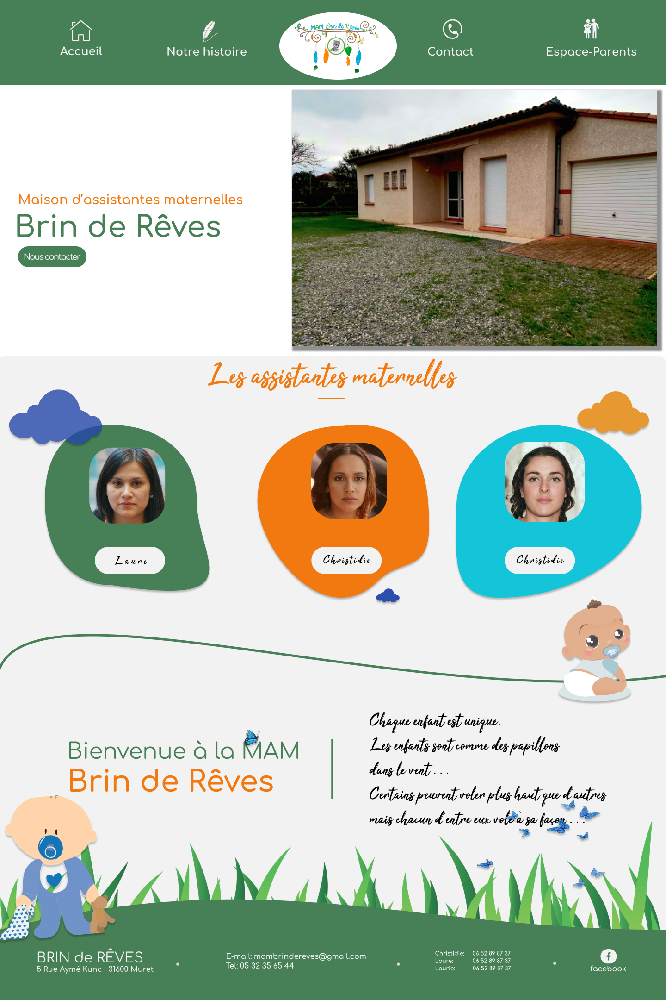 Accueil
Notre histoire
MAM Brin de Rêves
Contact
Espace-Parents
Maison d'assistantes maternelles
Brin de Rêves
Nous contacter
Les assistantes maternelles
Laure
Christidie
Christidie
Chaque enfant est unique.
Les enfants sont comme des papillons
dans le vent ...
Certains peuvent voler plus haut que d'autres
mais chacun d'entre eux vole à sa façon ...
Bienvenue à la MAM
Brin de Rêves
BRIN de RÊVES
5 Rue Aymé Kunc 31600 Muret
E-mail: mambrindereves@gmail.com
Tel: 05 32 35 65 44
Christidie: 06 52 89 87 37
Laure: 06 52 89 87 37
Laurie: 06 52 89 87 37
facebook